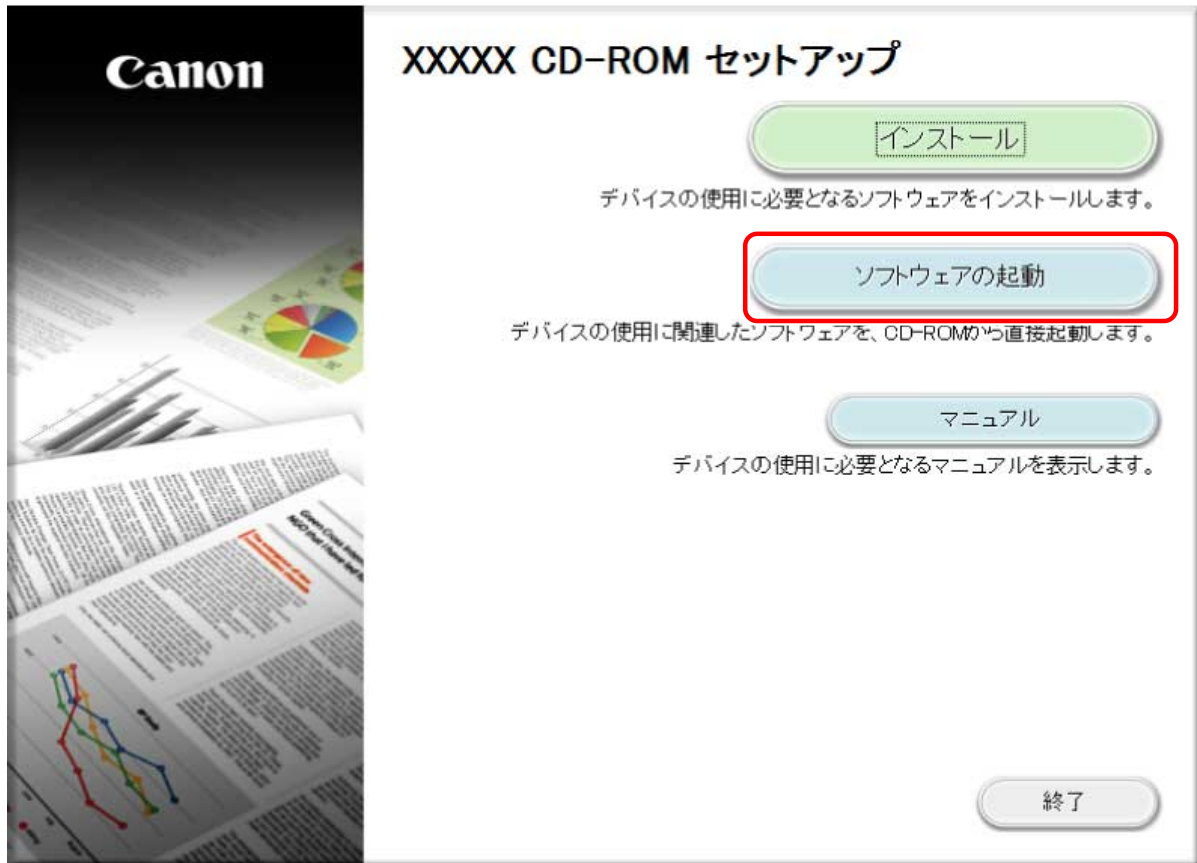 Canon
XXXXX CD-ROM セットアップ
インストール
デバイスの使用に必要となるソフトウェアをインストールします。
ソフトウェアの起動
デバイスの使用に関連したソフトウェアを、CD-ROMから直接起動します。
マニュアル
デバイスの使用に必要となるマニュアルを表示します。
終了